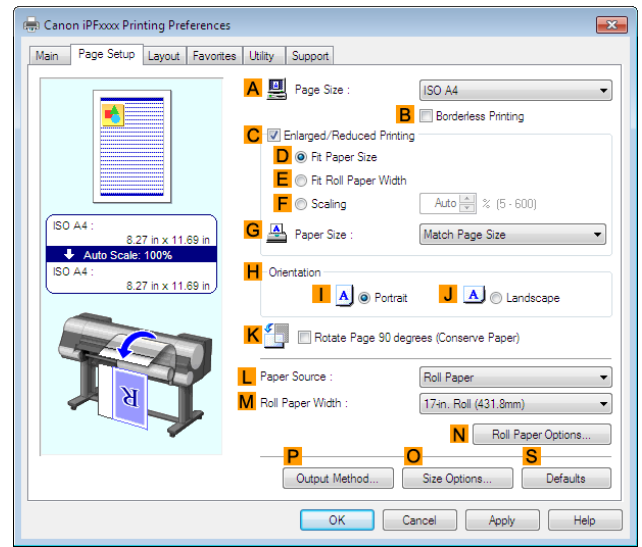 Canon iPFxxxx Printing Preferences
Main Page Setup Layout Favorites Utility Support
A Page Size : ISO A4
B Borderless Printing
C Enlarged/Reduced Printing
D Fit Paper Size
E Fit Roll Paper Width
F Scaling Auto % (5 - 600)
G Paper Size : Match Page Size
ISO A4 :
8.27 in x 11.69 in
Auto Scale: 100%
ISO A4 :
8.27 in x 11.69 in
H Orientation
I A Portrait J A Landscape
K Rotate Page 90 degrees (Conserve Paper)
R
L Paper Source : Roll Paper
M Roll Paper Width : 17-in. Roll (431.8mm)
N Roll Paper Options...
P O S
Output Method... Size Options... Defaults
OK Cancel Apply Help